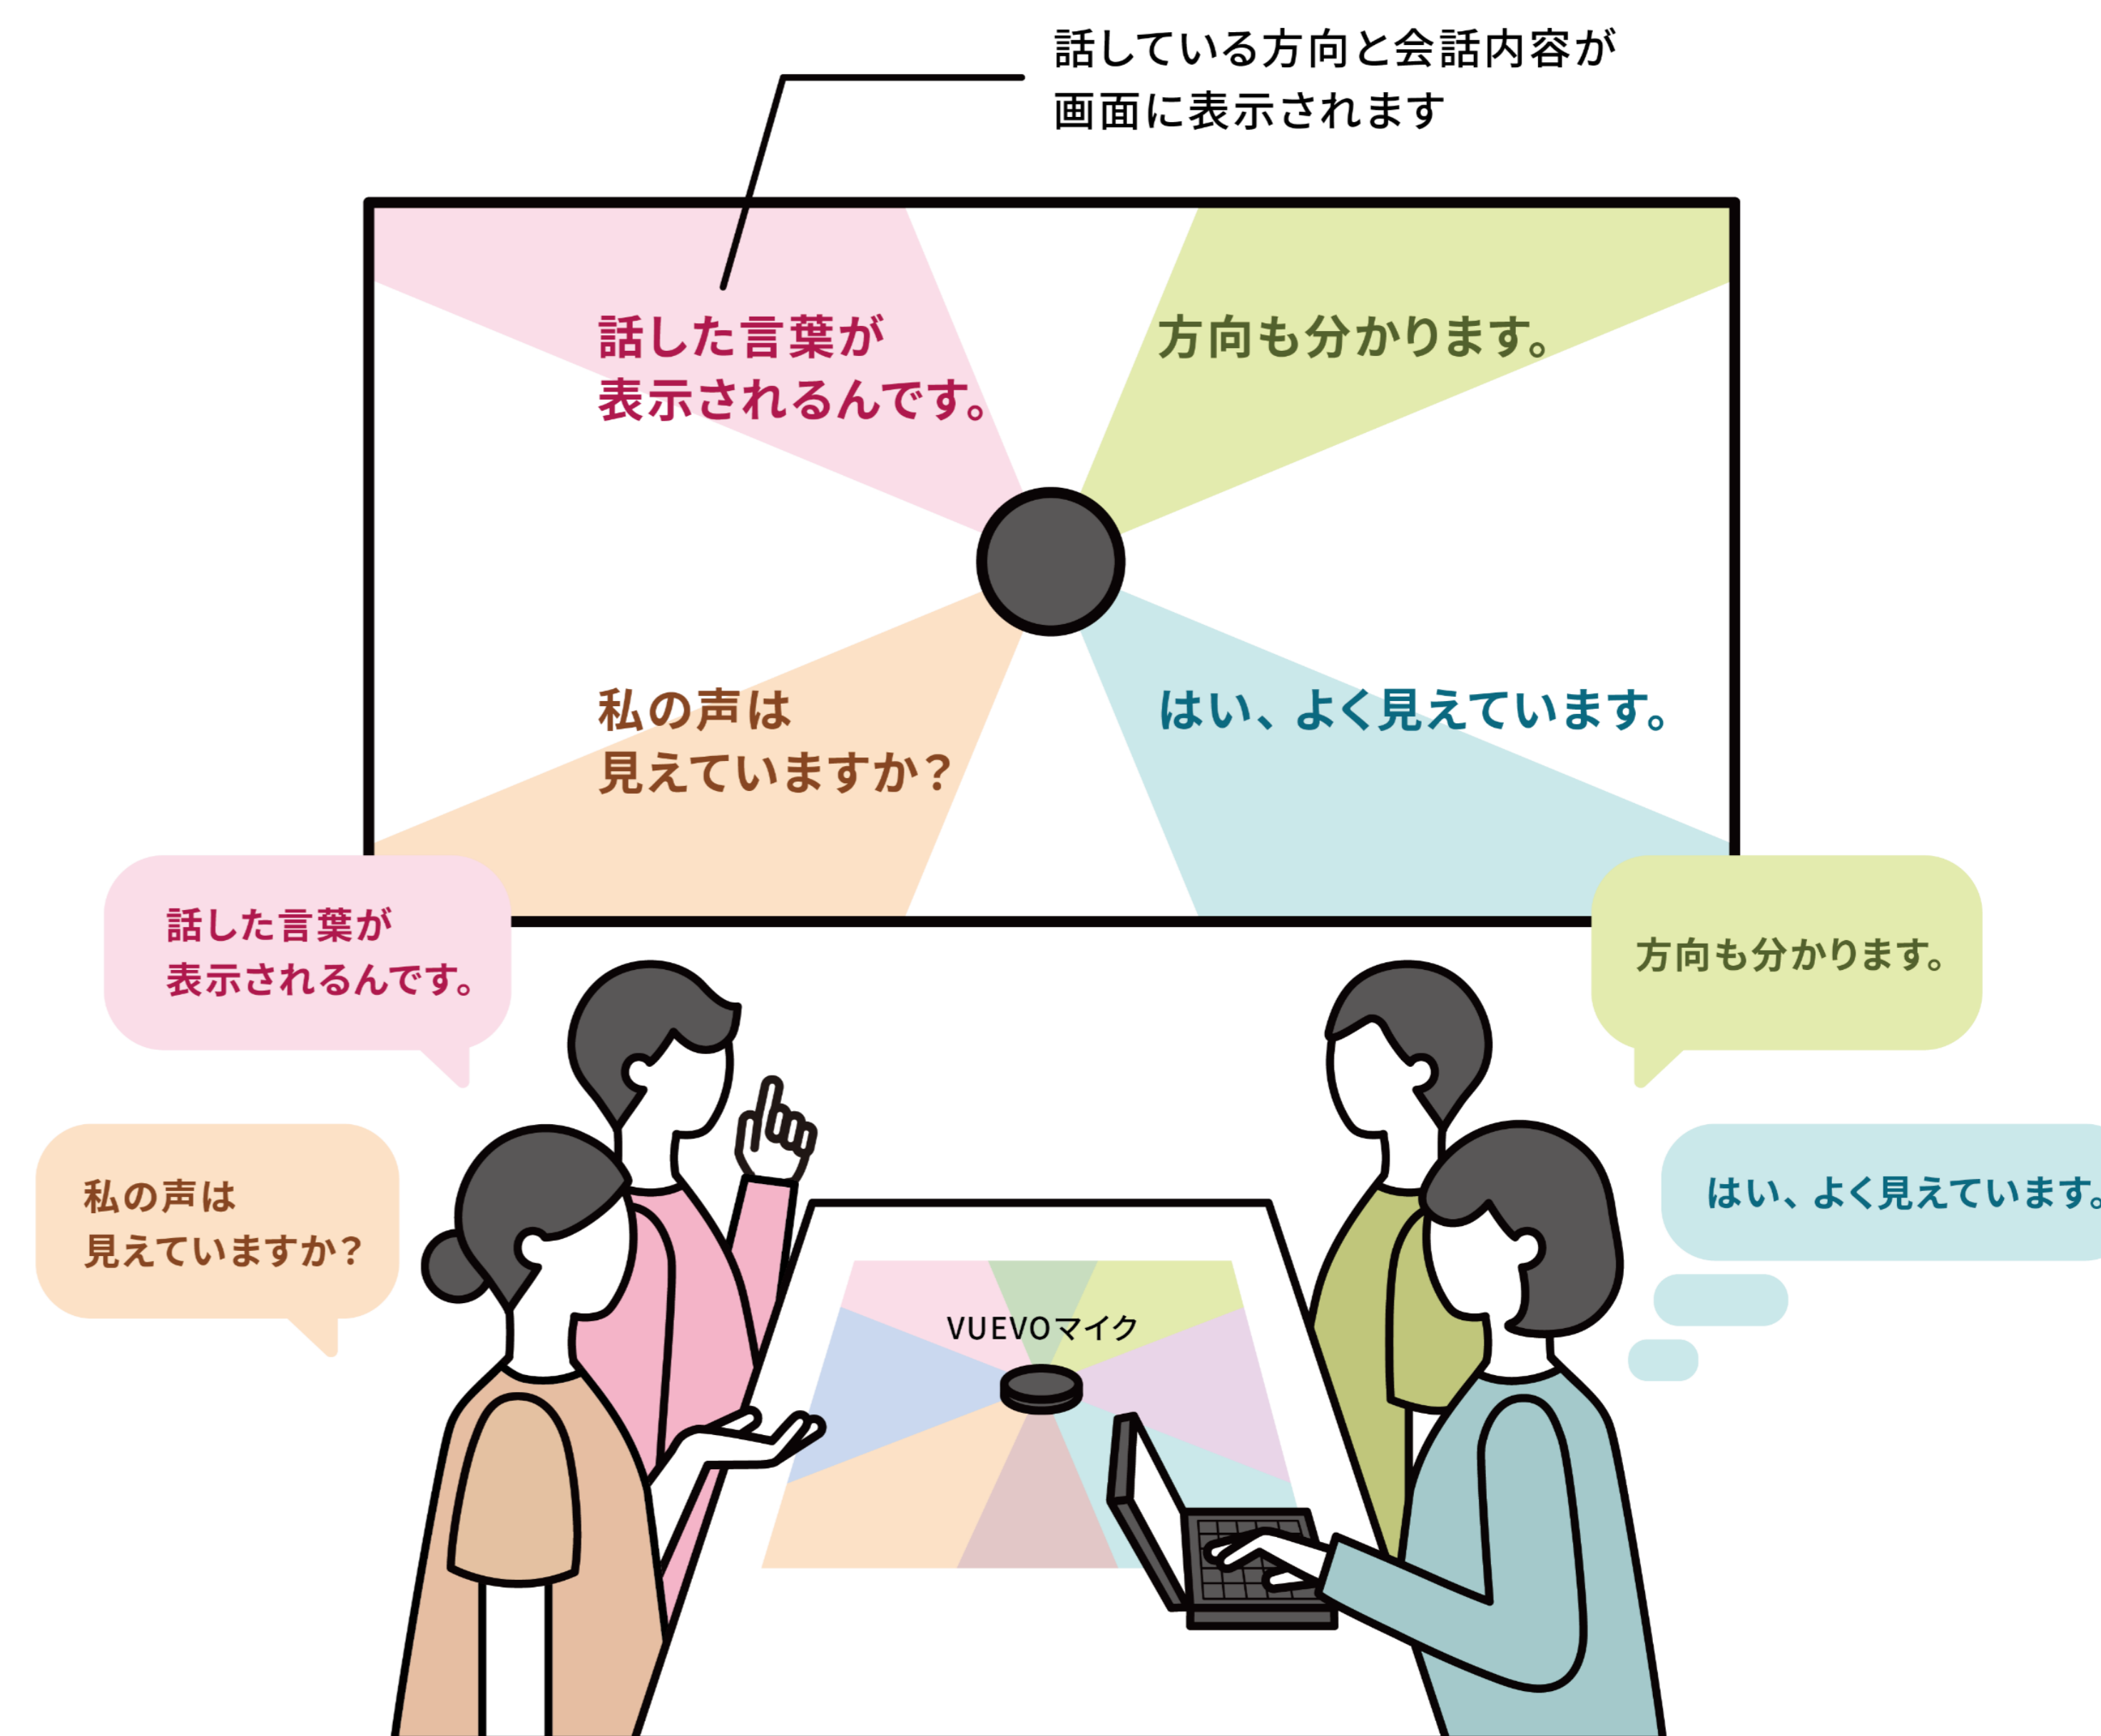 話している方向と会話内容が
画面に表示されます
話した言葉が
表示されるんです。
方向も分かります。
私の声は
見えていますか？
はい、よく見えています。
話した言葉が
表示されるんです。
方向も分かります。
私の声は
見えていますか？
はい、よく見えています。
VUEVOマイク